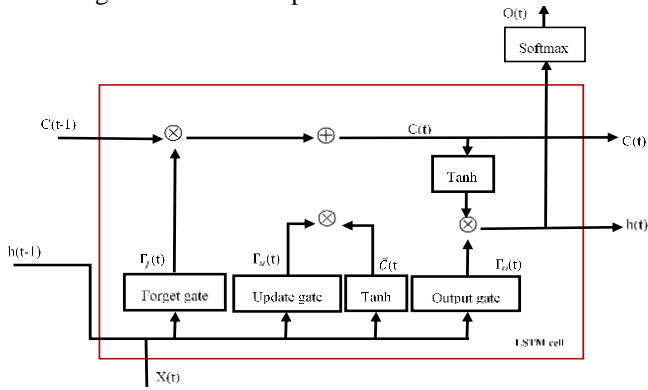 O(t)
Softmax
C(t-1)
C(t)
C(t)
Tanh
h(t)
h(t-1)
Γf(t)
Γu(t)
C̃(t
Γo(t)
Forget gate
Update gate
Tanh
Output gate
LSTM cell
X(t)